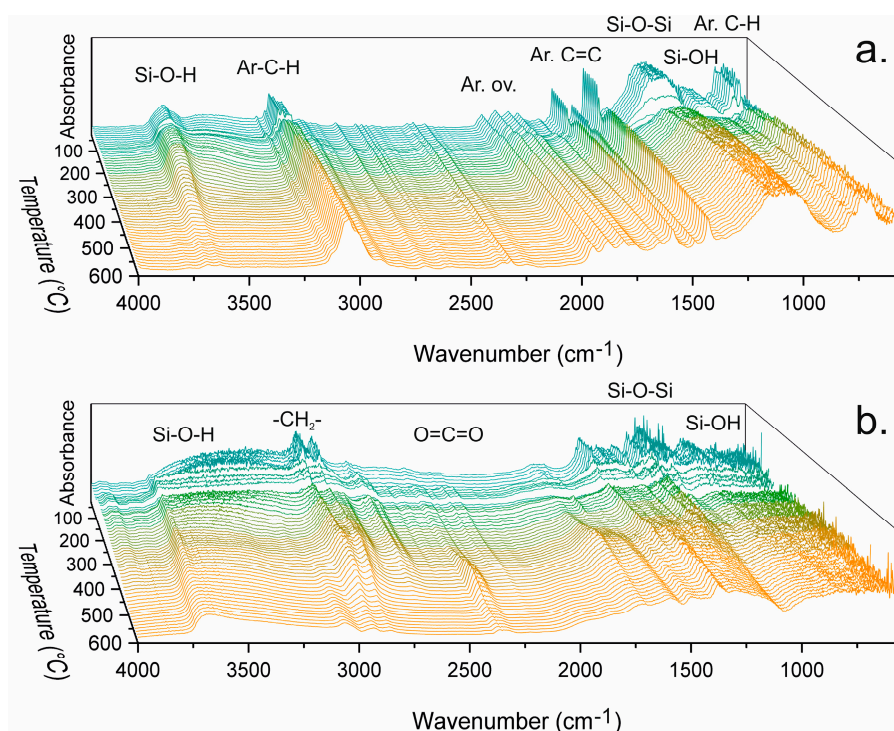 Si-O-Si Ar. C-H
a.
Si-O-H Ar-C-H Ar. ov. Ar. C=C Si-OH
Absorbance
100
200
300
400
500
600
Temperature (°C)
4000 3500 3000 2500 2000 1500 1000
Wavenumber (cm-1)
Si-O-Si
b.
Si-O-H -CH2- O=C=O Si-OH
Absorbance
100
200
300
400
500
600
Temperature (°C)
4000 3500 3000 2500 2000 1500 1000
Wavenumber (cm-1)